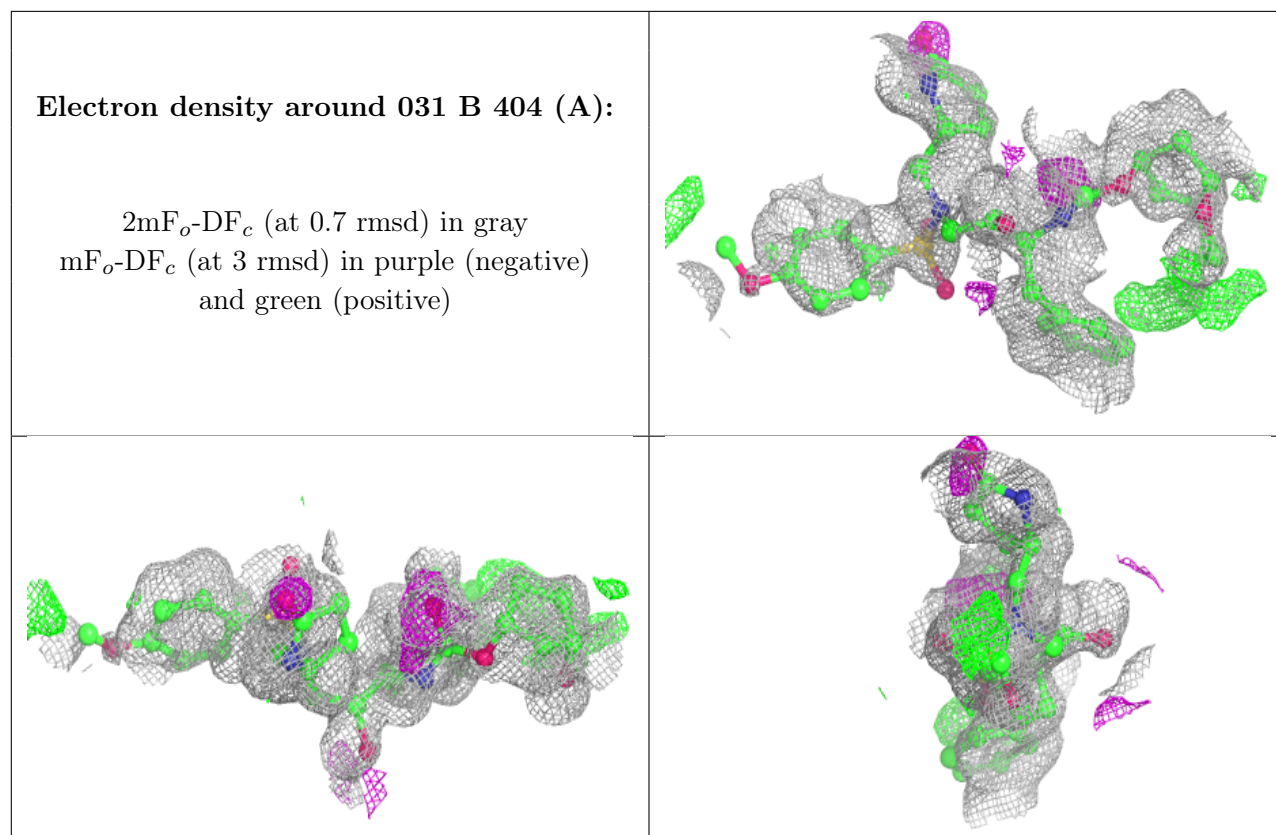 Electron density around 031 B 404 (A):
2mFo-DFc (at 0.7 rmsd) in gray
mFo-DFc (at 3 rmsd) in purple (negative)
and green (positive)